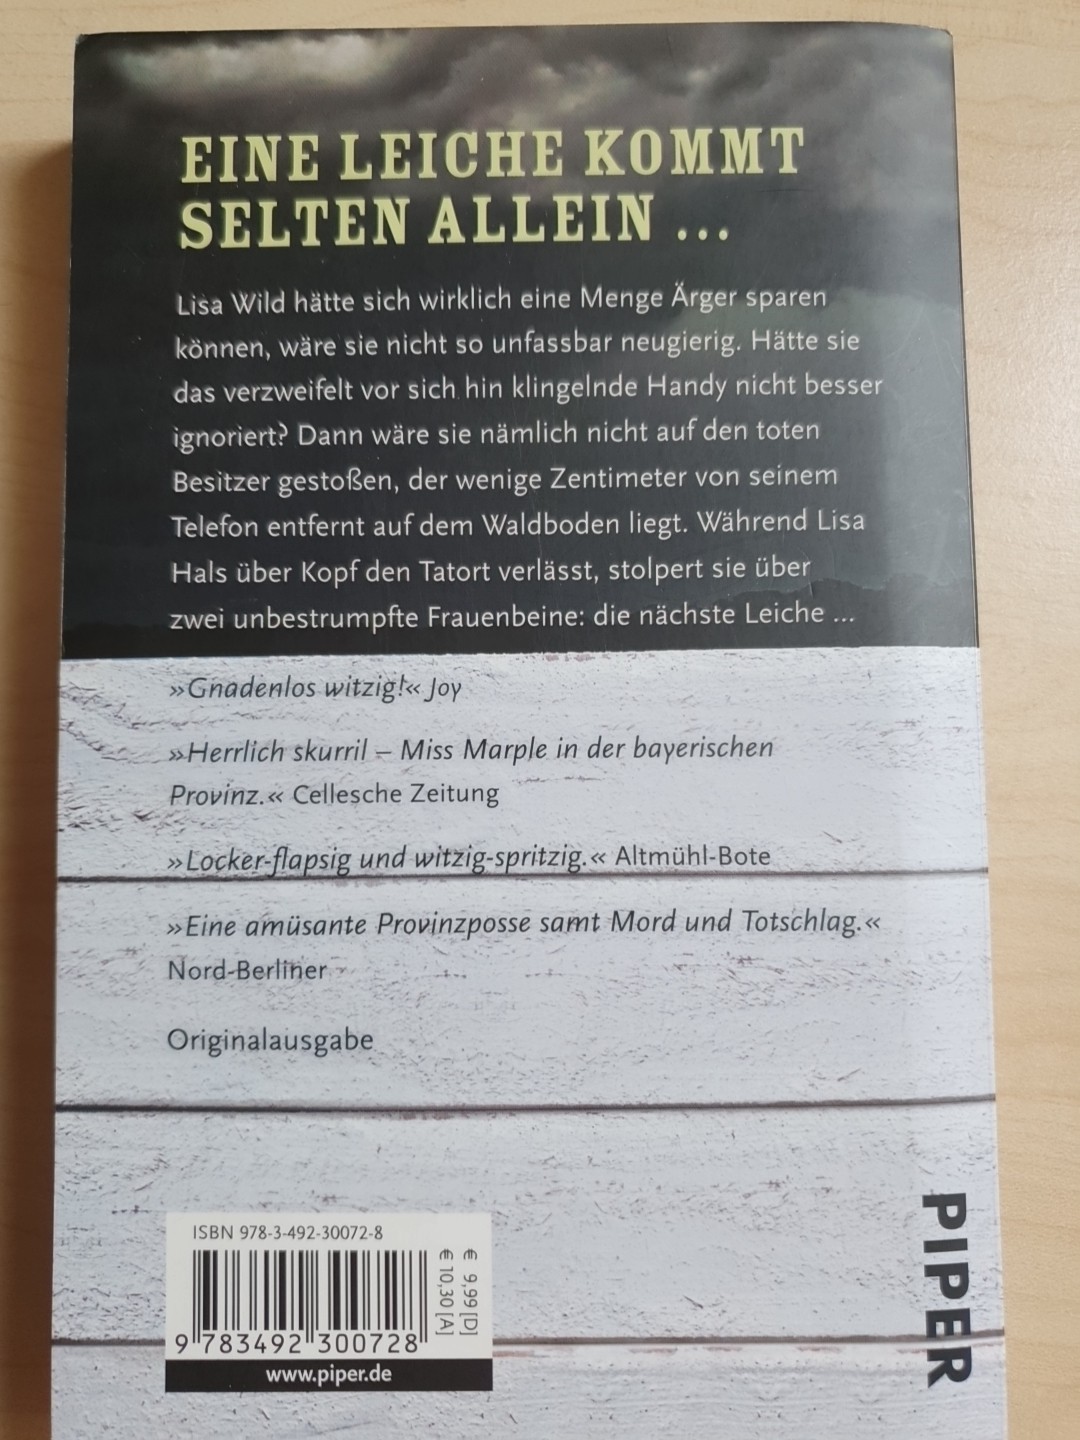 EINE LEICHE KOMMT
SELTEN ALLEIN ...
Lisa Wild hätte sich wirklich eine Menge Ärger sparen
können, wäre sie nicht so unfassbar neugierig. Hätte sie
das verzweifelt vor sich hin klingelnde Handy nicht besser
ignoriert? Dann wäre sie nämlich nicht auf den toten
Besitzer gestoßen, der wenige Zentimeter von seinem
Telefon entfernt auf dem Waldboden liegt. Während Lisa
Hals über Kopf den Tatort verlässt, stolpert sie über
zwei unbestrumpfte Frauenbeine: die nächste Leiche ...
»Gnadenlos witzig!« Joy
»Herrlich skurril – Miss Marple in der bayerischen
Provinz.« Cellesche Zeitung
»Locker-flapsig und witzig-spritzig.« Altmühl-Bote
»Eine amüsante Provinzposse samt Mord und Totschlag.«
Nord-Berliner
Originalausgabe
ISBN 978-3-492-30072-8
€ 9,99 [D]
€ 10,30 [A]
9 783492 300728
www.piper.de
PIPER